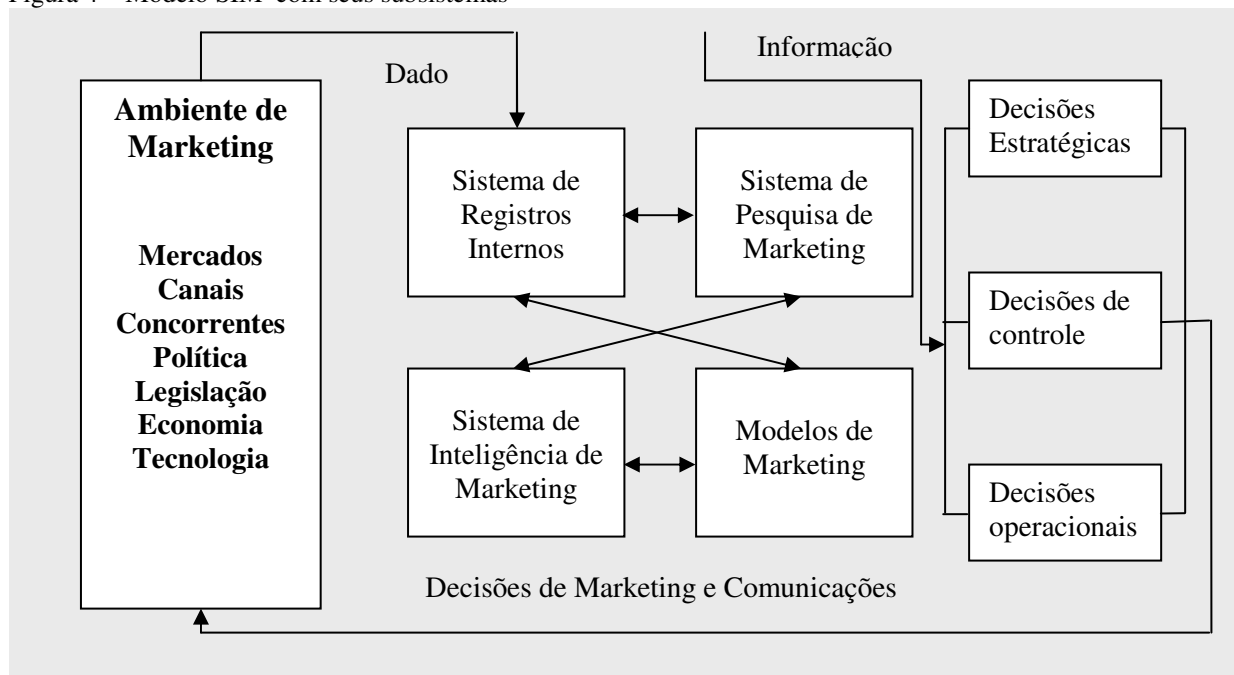 Figura 4 – Modelo SIM com seus subsistemas
Informação
Dado
Ambiente de
Marketing
Mercados
Canais
Concorrentes
Política
Legislação
Economia
Tecnologia
Sistema de
Registros
Internos
Sistema de
Pesquisa de
Marketing
Sistema de
Inteligência de
Marketing
Modelos de
Marketing
Decisões
Estratégicas
Decisões de
controle
Decisões
operacionais
Decisões de Marketing e Comunicações